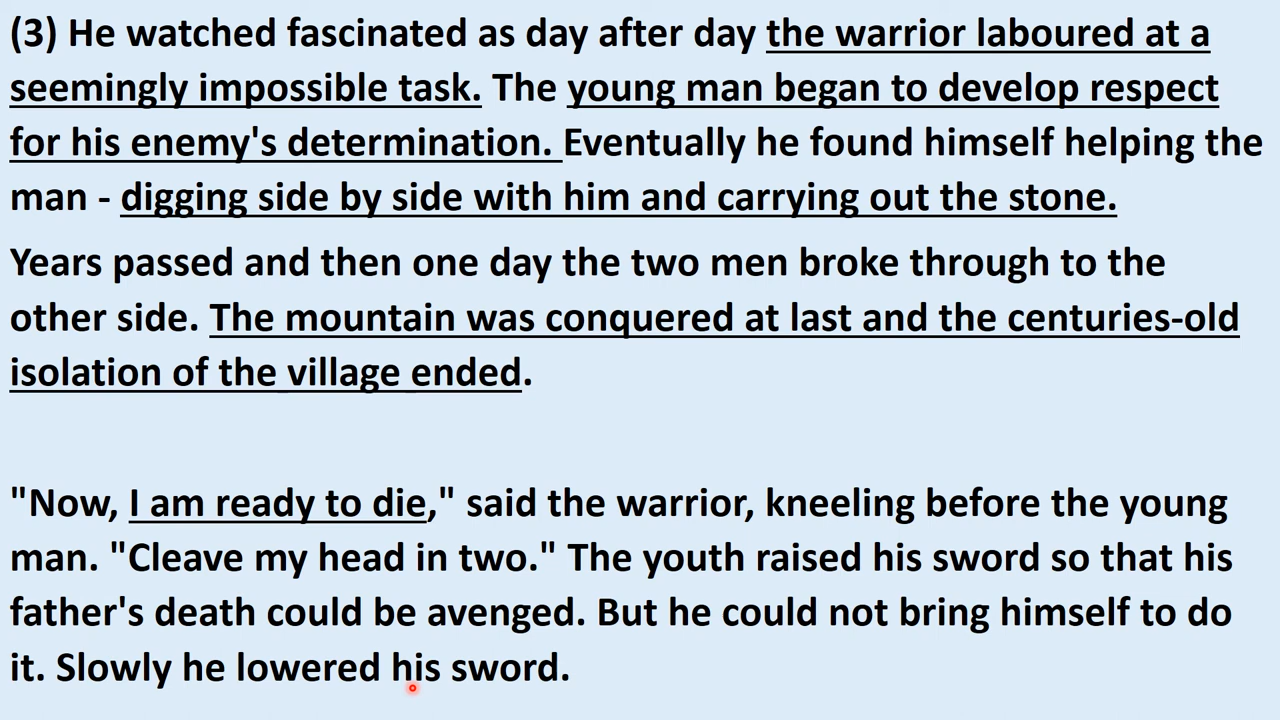 (3) He watched fascinated as day after day the warrior laboured at a
seemingly impossible task. The young man began to develop respect
for his enemy's determination. Eventually he found himself helping the
man - digging side by side with him and carrying out the stone.
Years passed and then one day the two men broke through to the
other side. The mountain was conquered at last and the centuries-old
isolation of the village ended.
"Now, I am ready to die," said the warrior, kneeling before the young
man. "Cleave my head in two." The youth raised his sword so that his
father's death could be avenged. But he could not bring himself to do
it. Slowly he lowered his sword.